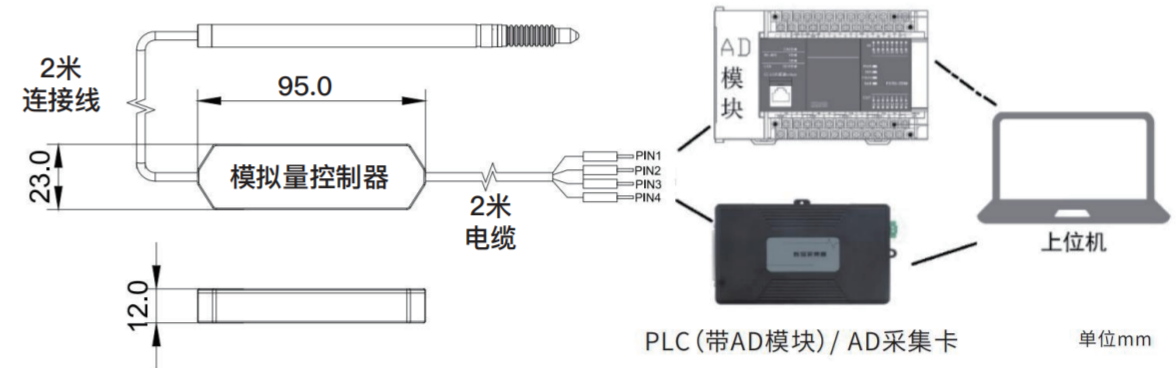 2米
连接线
95.0
23.0
模拟量控制器
2米
电缆
PIN1
PIN2
PIN3
PIN4
12.0
AD
模
块
上位机
PLC（带AD模块）/ AD采集卡
单位mm